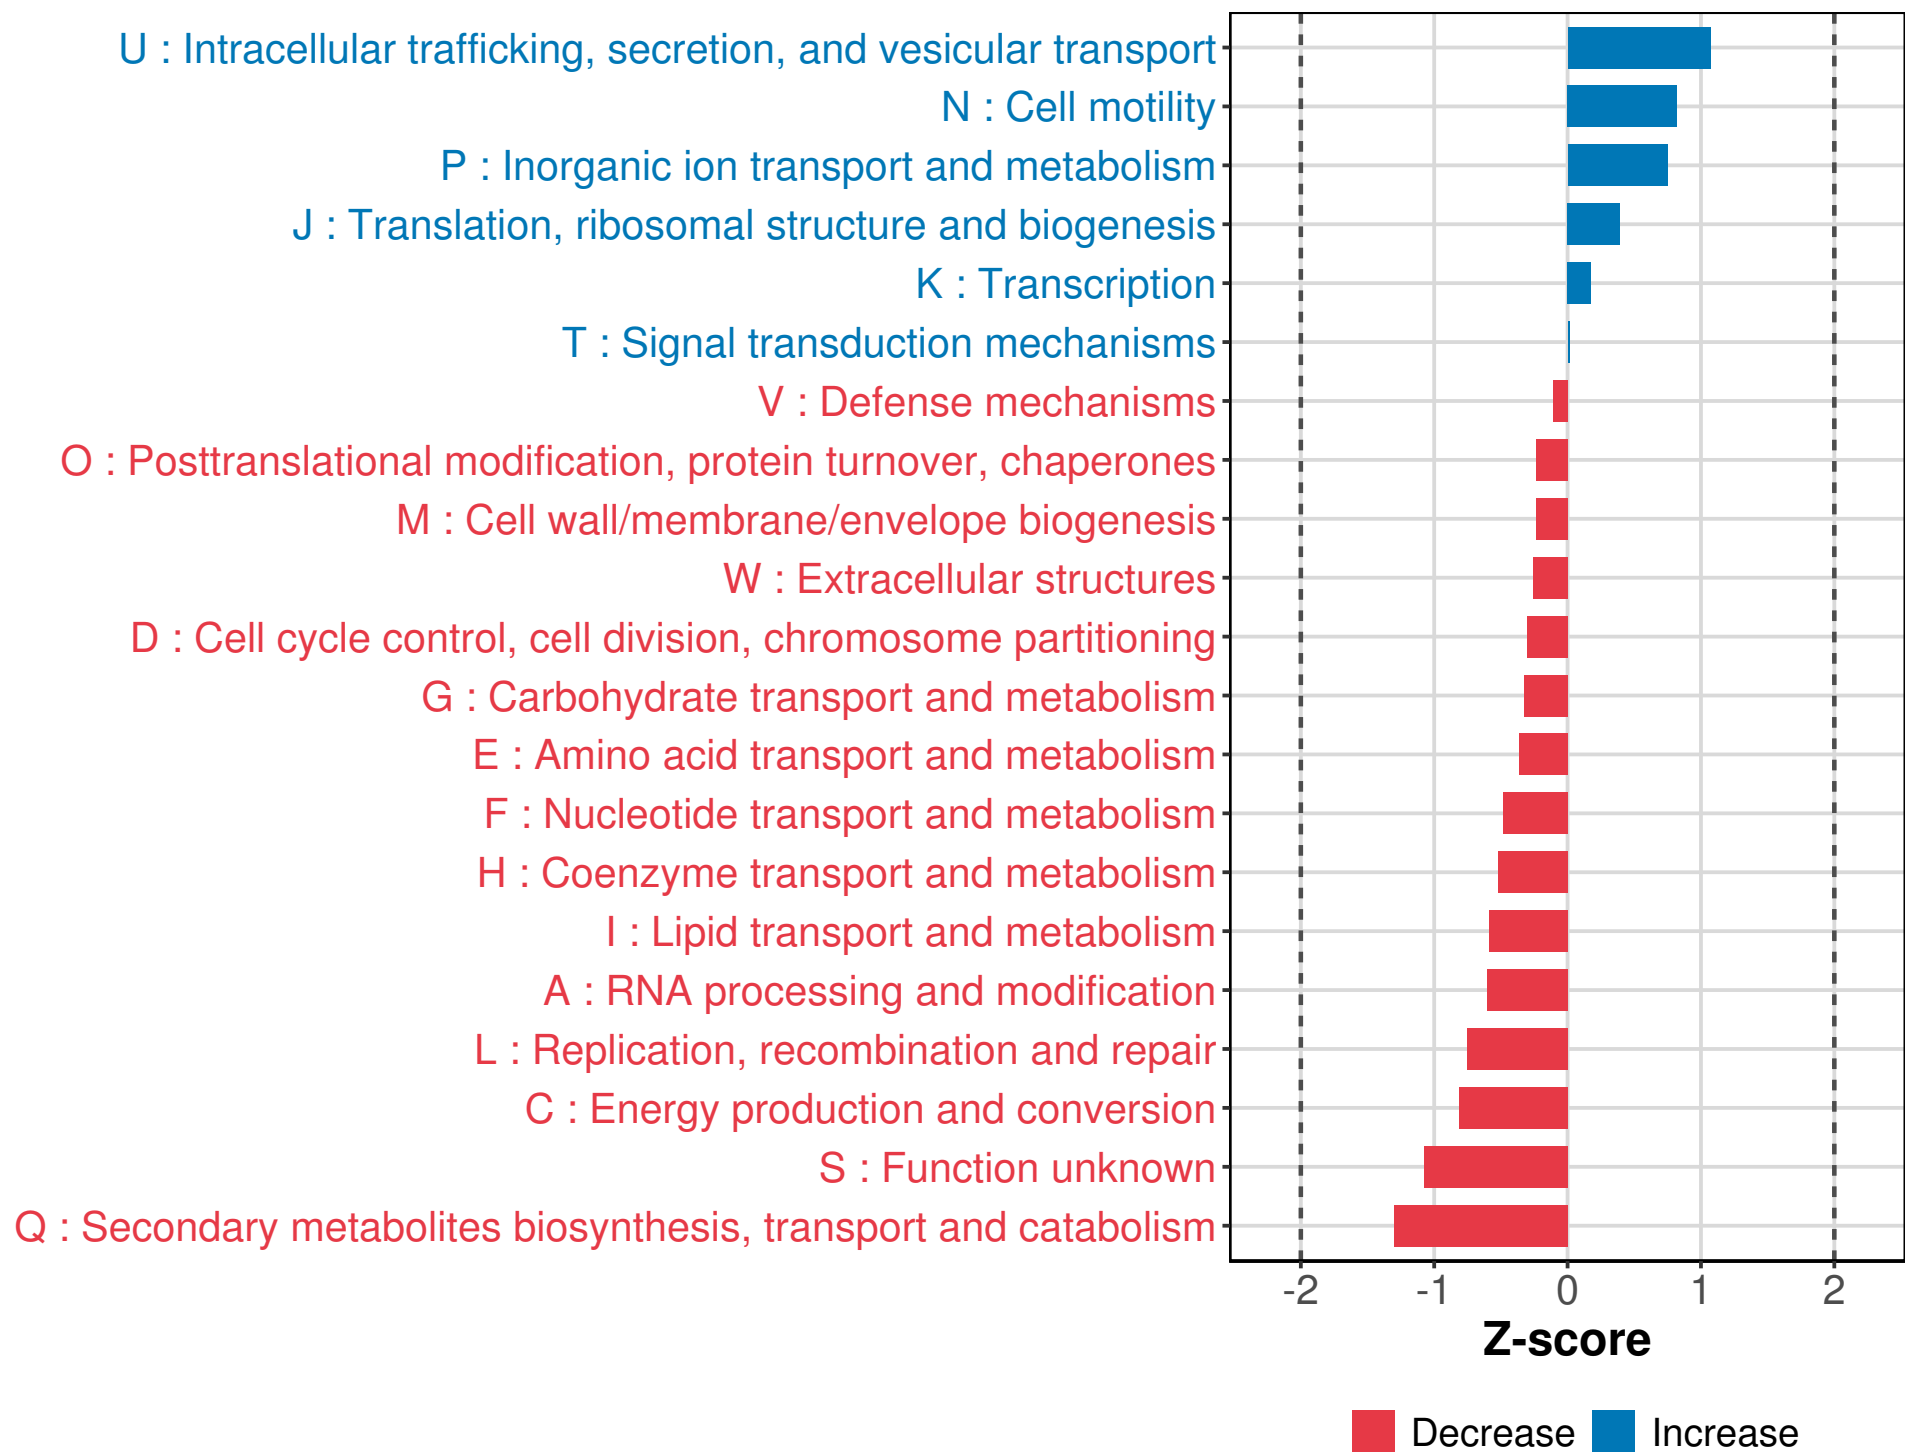 U : Intracellular trafficking, secretion, and vesicular transport
N : Cell motility
P : Inorganic ion transport and metabolism
J : Translation, ribosomal structure and biogenesis
K : Transcription
T : Signal transduction mechanisms
V : Defense mechanisms
O : Posttranslational modification, protein turnover, chaperones
M : Cell wall/membrane/envelope biogenesis
W : Extracellular structures
D : Cell cycle control, cell division, chromosome partitioning
G : Carbohydrate transport and metabolism
E : Amino acid transport and metabolism
F : Nucleotide transport and metabolism
H : Coenzyme transport and metabolism
I : Lipid transport and metabolism
A : RNA processing and modification
L : Replication, recombination and repair
C : Energy production and conversion
S : Function unknown
Q : Secondary metabolites biosynthesis, transport and catabolism
-2 -1 0 1 2
Z-score
Decrease Increase